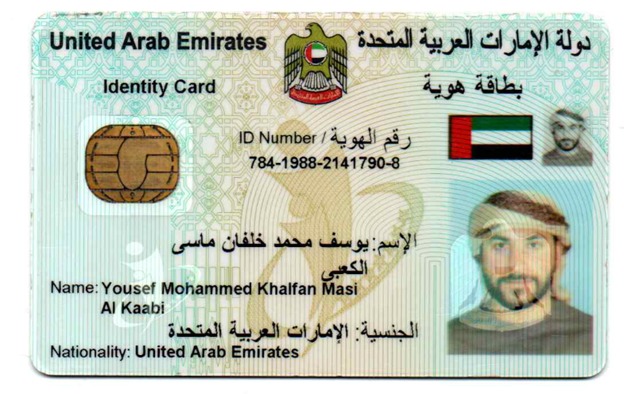 United Arab Emirates
دولة الإمارات العربية المتحدة
Identity Card
بطاقة هوية
ID Number / رقم الهوية
784-1988-2141790-8
الإسم: يوسف محمد خلفان ماسى
الكعبي
Name: Yousef Mohammed Khalfan Masi
Al Kaabi
الجنسية: الإمارات العربية المتحدة
Nationality: United Arab Emirates